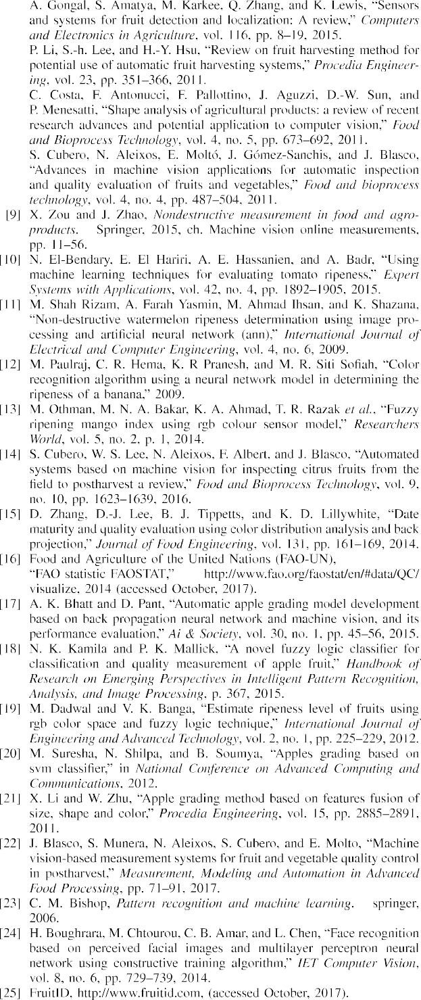 A. Gongal, S. Amatya, M. Karkee, Q. Zhang, and K. Lewis, “Sensors
and systems for fruit detection and localization: A review,” Computers
and Electronics in Agriculture, vol. 116, pp. 8–19, 2015.
P. Li, S.-h. Lee, and H.-Y. Hsu, “Review on fruit harvesting method for
potential use of automatic fruit harvesting systems,” Procedia Engineer-
ing, vol. 23, pp. 351–366, 2011.
C. Costa, F. Antonucci, F. Pallottino, J. Aguzzi, D.-W. Sun, and
P. Menesatti, “Shape analysis of agricultural products: a review of recent
research advances and potential application to computer vision,” Food
and Bioprocess Technology, vol. 4, no. 5, pp. 673–692, 2011.
S. Cubero, N. Aleixos, E. Moltó, J. Gómez-Sanchis, and J. Blasco,
“Advances in machine vision applications for automatic inspection
and quality evaluation of fruits and vegetables,” Food and bioprocess
technology, vol. 4, no. 4, pp. 487–504, 2011.
[9] X. Zou and J. Zhao, Nondestructive measurement in food and agro-
products. Springer, 2015, ch. Machine vision online measurements,
pp. 11–56.
[10] N. El-Bendary, E. El Hariri, A. E. Hassanien, and A. Badr, “Using
machine learning techniques for evaluating tomato ripeness,” Expert
Systems with Applications, vol. 42, no. 4, pp. 1892–1905, 2015.
[11] M. Shah Rizam, A. Farah Yasmin, M. Ahmad Ihsan, and K. Shazana,
“Non-destructive watermelon ripeness determination using image pro-
cessing and artificial neural network (ann),” International Journal of
Electrical and Computer Engineering, vol. 4, no. 6, 2009.
[12] M. Paulraj, C. R. Hema, K. R Pranesh, and M. R. Siti Sofiah, “Color
recognition algorithm using a neural network model in determining the
ripeness of a banana,” 2009.
[13] M. Othman, M. N. A. Bakar, K. A. Ahmad, T. R. Razak et al., “Fuzzy
ripening mango index using rgb colour sensor model,” Researchers
World, vol. 5, no. 2, p. 1, 2014.
[14] S. Cubero, W. S. Lee, N. Aleixos, F. Albert, and J. Blasco, “Automated
systems based on machine vision for inspecting citrus fruits from the
field to postharvest a review,” Food and Bioprocess Technology, vol. 9,
no. 10, pp. 1623–1639, 2016.
[15] D. Zhang, D.-J. Lee, B. J. Tippetts, and K. D. Lillywhite, “Date
maturity and quality evaluation using color distribution analysis and back
projection,” Journal of Food Engineering, vol. 131, pp. 161–169, 2014.
[16] Food and Agriculture of the United Nations (FAO-UN),
“FAO statistic FAOSTAT,” http://www.fao.org/faostat/en/#data/QC/
visualize, 2014 (accessed October, 2017).
[17] A. K. Bhatt and D. Pant, “Automatic apple grading model development
based on back propagation neural network and machine vision, and its
performance evaluation,” Ai & Society, vol. 30, no. 1, pp. 45–56, 2015.
[18] N. K. Kamila and P. K. Mallick, “A novel fuzzy logic classifier for
classification and quality measurement of apple fruit,” Handbook of
Research on Emerging Perspectives in Intelligent Pattern Recognition,
Analysis, and Image Processing, p. 367, 2015.
[19] M. Dadwal and V. K. Banga, “Estimate ripeness level of fruits using
rgb color space and fuzzy logic technique,” International Journal of
Engineering and Advanced Technology, vol. 2, no. 1, pp. 225–229, 2012.
[20] M. Suresha, N. Shilpa, and B. Soumya, “Apples grading based on
svm classifier,” in National Conference on Advanced Computing and
Communications, 2012.
[21] X. Li and W. Zhu, “Apple grading method based on features fusion of
size, shape and color,” Procedia Engineering, vol. 15, pp. 2885–2891,
2011.
[22] J. Blasco, S. Munera, N. Aleixos, S. Cubero, and E. Molto, “Machine
vision-based measurement systems for fruit and vegetable quality control
in postharvest,” Measurement, Modeling and Automation in Advanced
Food Processing, pp. 71–91, 2017.
[23] C. M. Bishop, Pattern recognition and machine learning. springer,
2006.
[24] H. Boughrara, M. Chtourou, C. B. Amar, and L. Chen, “Face recognition
based on perceived facial images and multilayer perceptron neural
network using constructive training algorithm,” IET Computer Vision,
vol. 8, no. 6, pp. 729–739, 2014.
[25] FruitID, http://www.fruitid.com, (accessed October, 2017).